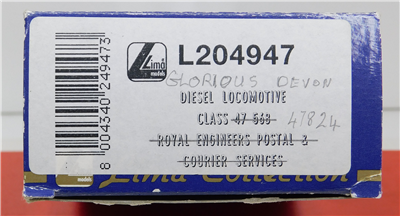 Lima
models
L204947
GLORIOUS DEVON
DIESEL LOCOMOTIVE
CLASS 47 568 47824
ROYAL ENGINEERS POSTAL &
COURIER SERVICES
8 004340 249473
Lima Collection